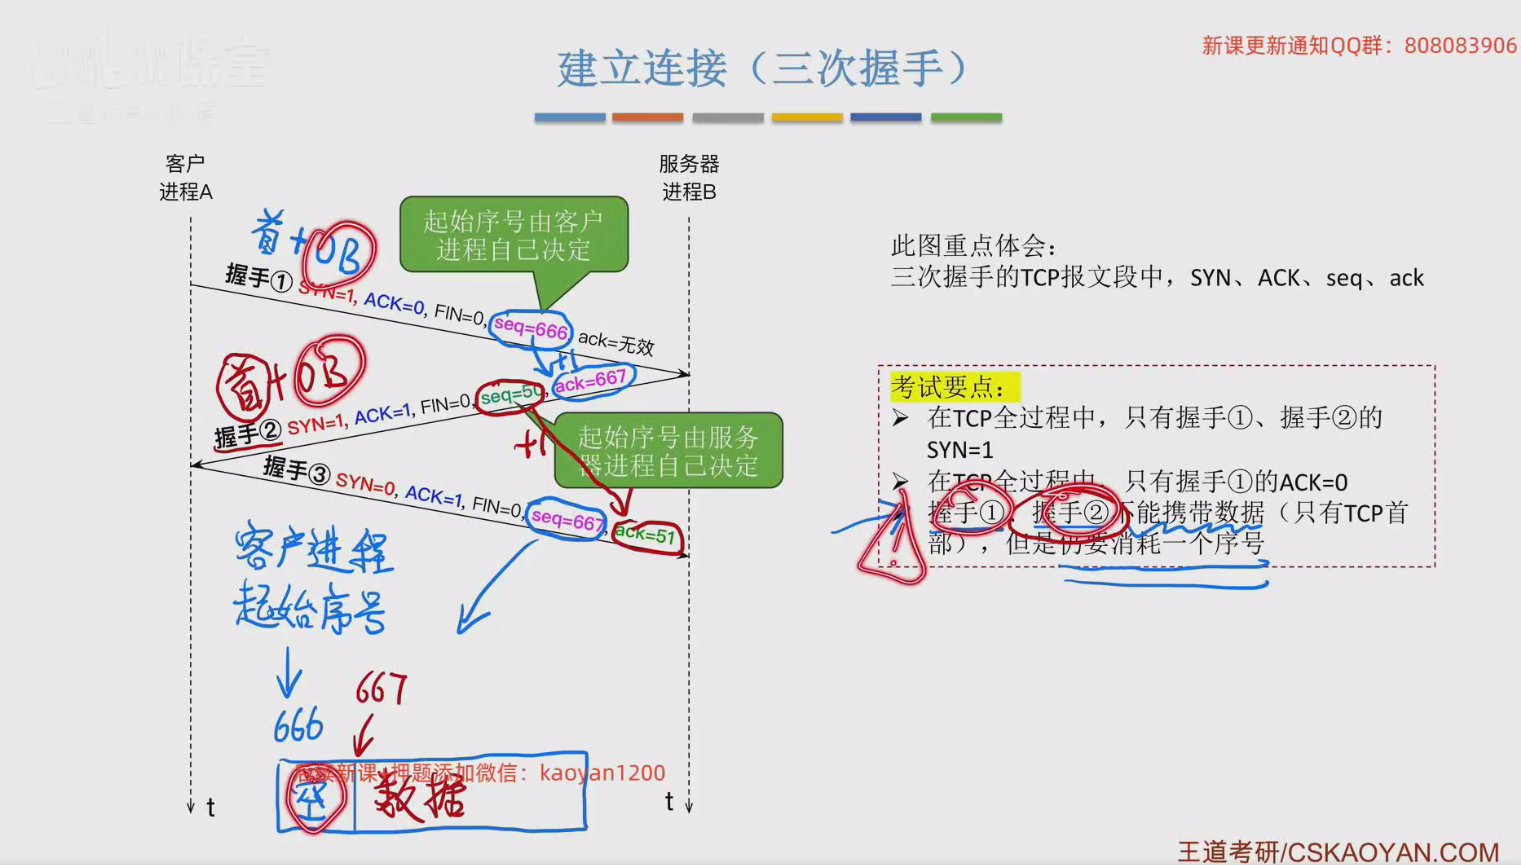 新课更新通知QQ群：808083906
建立连接（三次握手）
客户
进程A
服务器
进程B
首+0B
起始序号由客户
进程自己决定
握手① SYN=1, ACK=0, FIN=0, seq=666, ack=无效
+1
首+0B
握手② SYN=1, ACK=1, FIN=0, seq=50, ack=667
+1
起始序号由服务
器进程自己决定
握手③ SYN=0, ACK=1, FIN=0, seq=667, ack=51
客户进程
起始序号
666
667
空
数据
t
t
此图重点体会：
三次握手的TCP报文段中，SYN、ACK、seq、ack
考试要点：
➢ 在TCP全过程中，只有握手①、握手②的
SYN=1
➢ 在TCP全过程中，只有握手①的ACK=0
握手①、握手②不能携带数据（只有TCP首
部），但是仍要消耗一个序号
新课+押题添加微信：kaoyan1200
王道考研/CSKAOYAN.COM